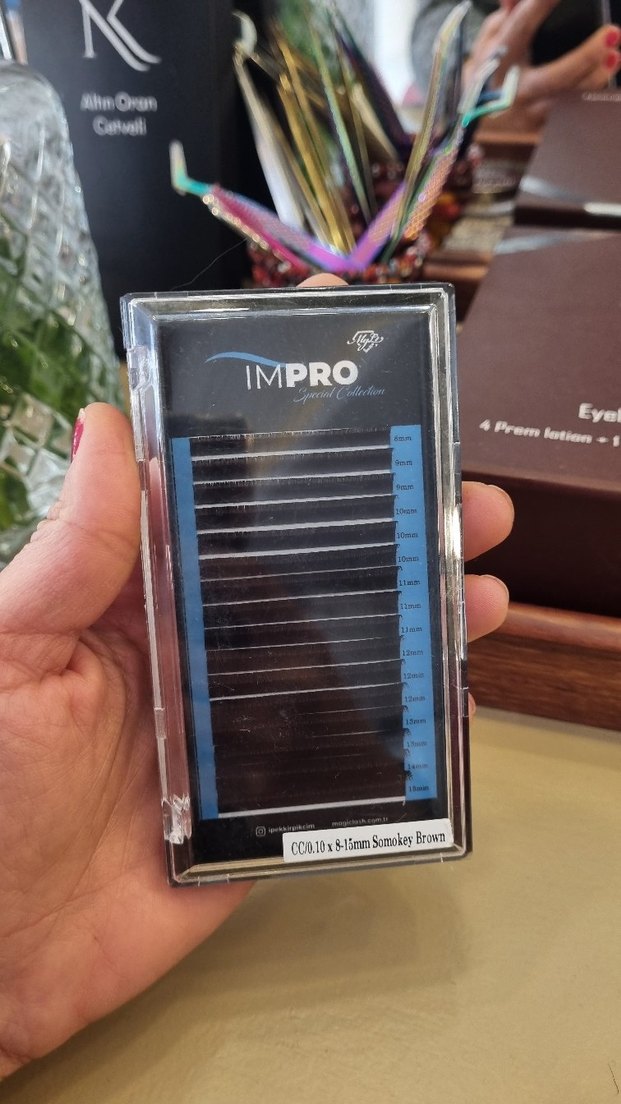 K
Altın Oran
Cetveli
IMPRO
Special Collection
8mm
9mm
9mm
10mm
10mm
10mm
11mm
11mm
11mm
12mm
12mm
12mm
13mm
13mm
14mm
15mm
ipekkirpikcim
magiclash.com.tr
CC/0.10 x 8-15mm Somokey Brown
Eyel
4 Prem lotion + 1